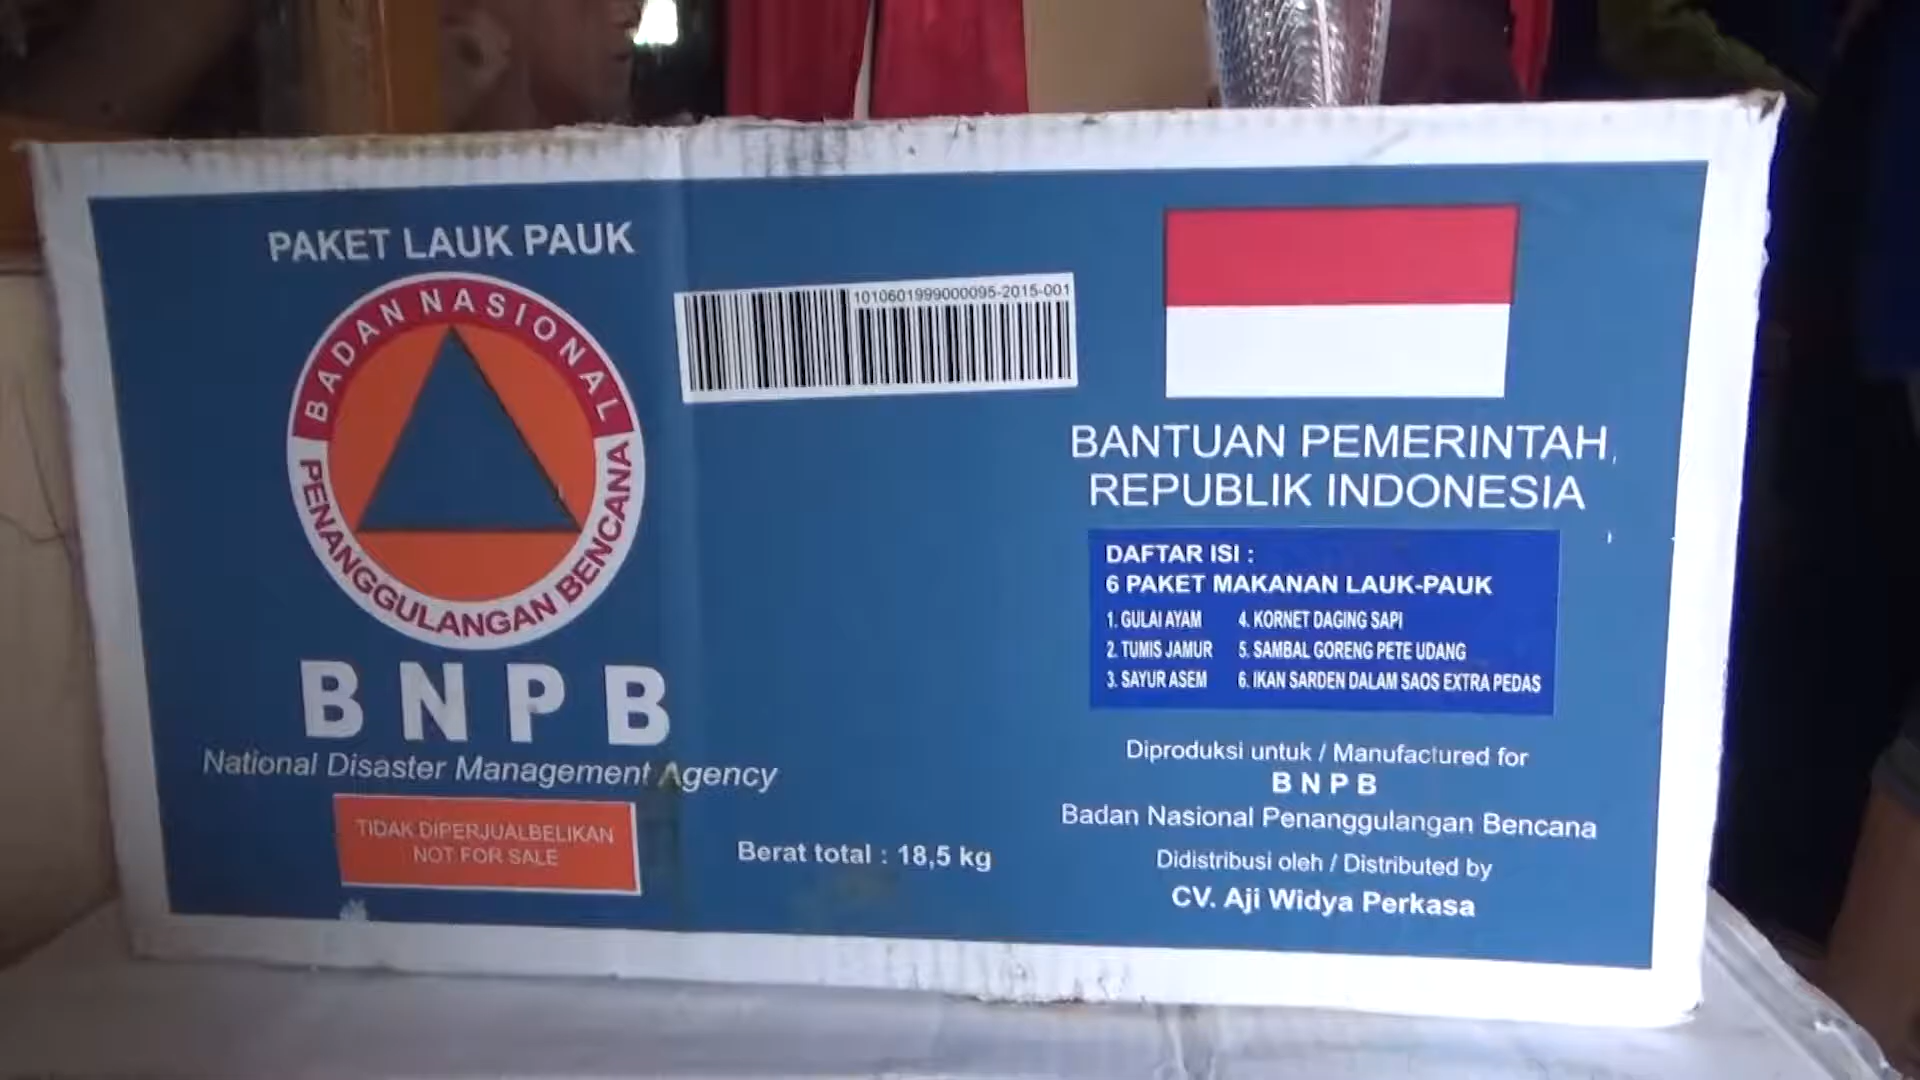 PAKET LAUK PAUK
BADAN NASIONAL
PENANGGULANGAN BENCANA
BNPB
National Disaster Management Agency
TIDAK DIPERJUALBELIKAN
NOT FOR SALE
1010601999000095-2015-001
Berat total : 18,5 kg
BANTUAN PEMERINTAH
REPUBLIK INDONESIA
DAFTAR ISI :
6 PAKET MAKANAN LAUK-PAUK
1. GULAI AYAM
2. TUMIS JAMUR
3. SAYUR ASEM
4. KORNET DAGING SAPI
5. SAMBAL GORENG PETE UDANG
6. IKAN SARDEN DALAM SAOS EXTRA PEDAS
Diproduksi untuk / Manufactured for
BNPB
Badan Nasional Penanggulangan Bencana
Didistribusi oleh / Distributed by
CV. Aji Widya Perkasa